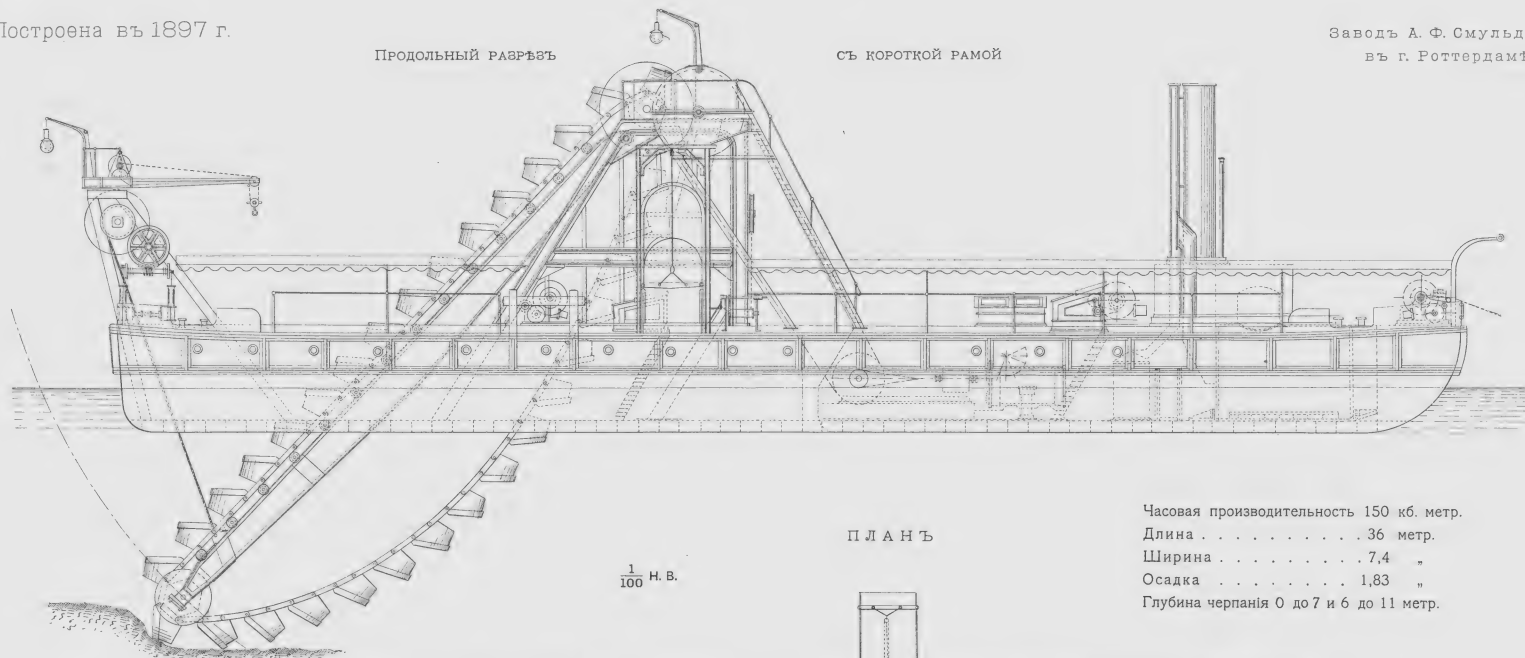 Построена въ 1897 г.
Продольный разрѣзъ съ короткой рамой
Заводъ А. Ф. Смульд
въ г. Роттердамѣ
ПЛАНЪ
1/100 Н. В.
Часовая производительность 150 кб. метр.
Длина . . . . . . . . . . 36 метр.
Ширина . . . . . . . . . 7,4 „
Осадка . . . . . . . . 1,83 „
Глубина черпанія 0 до 7 и 6 до 11 метр.